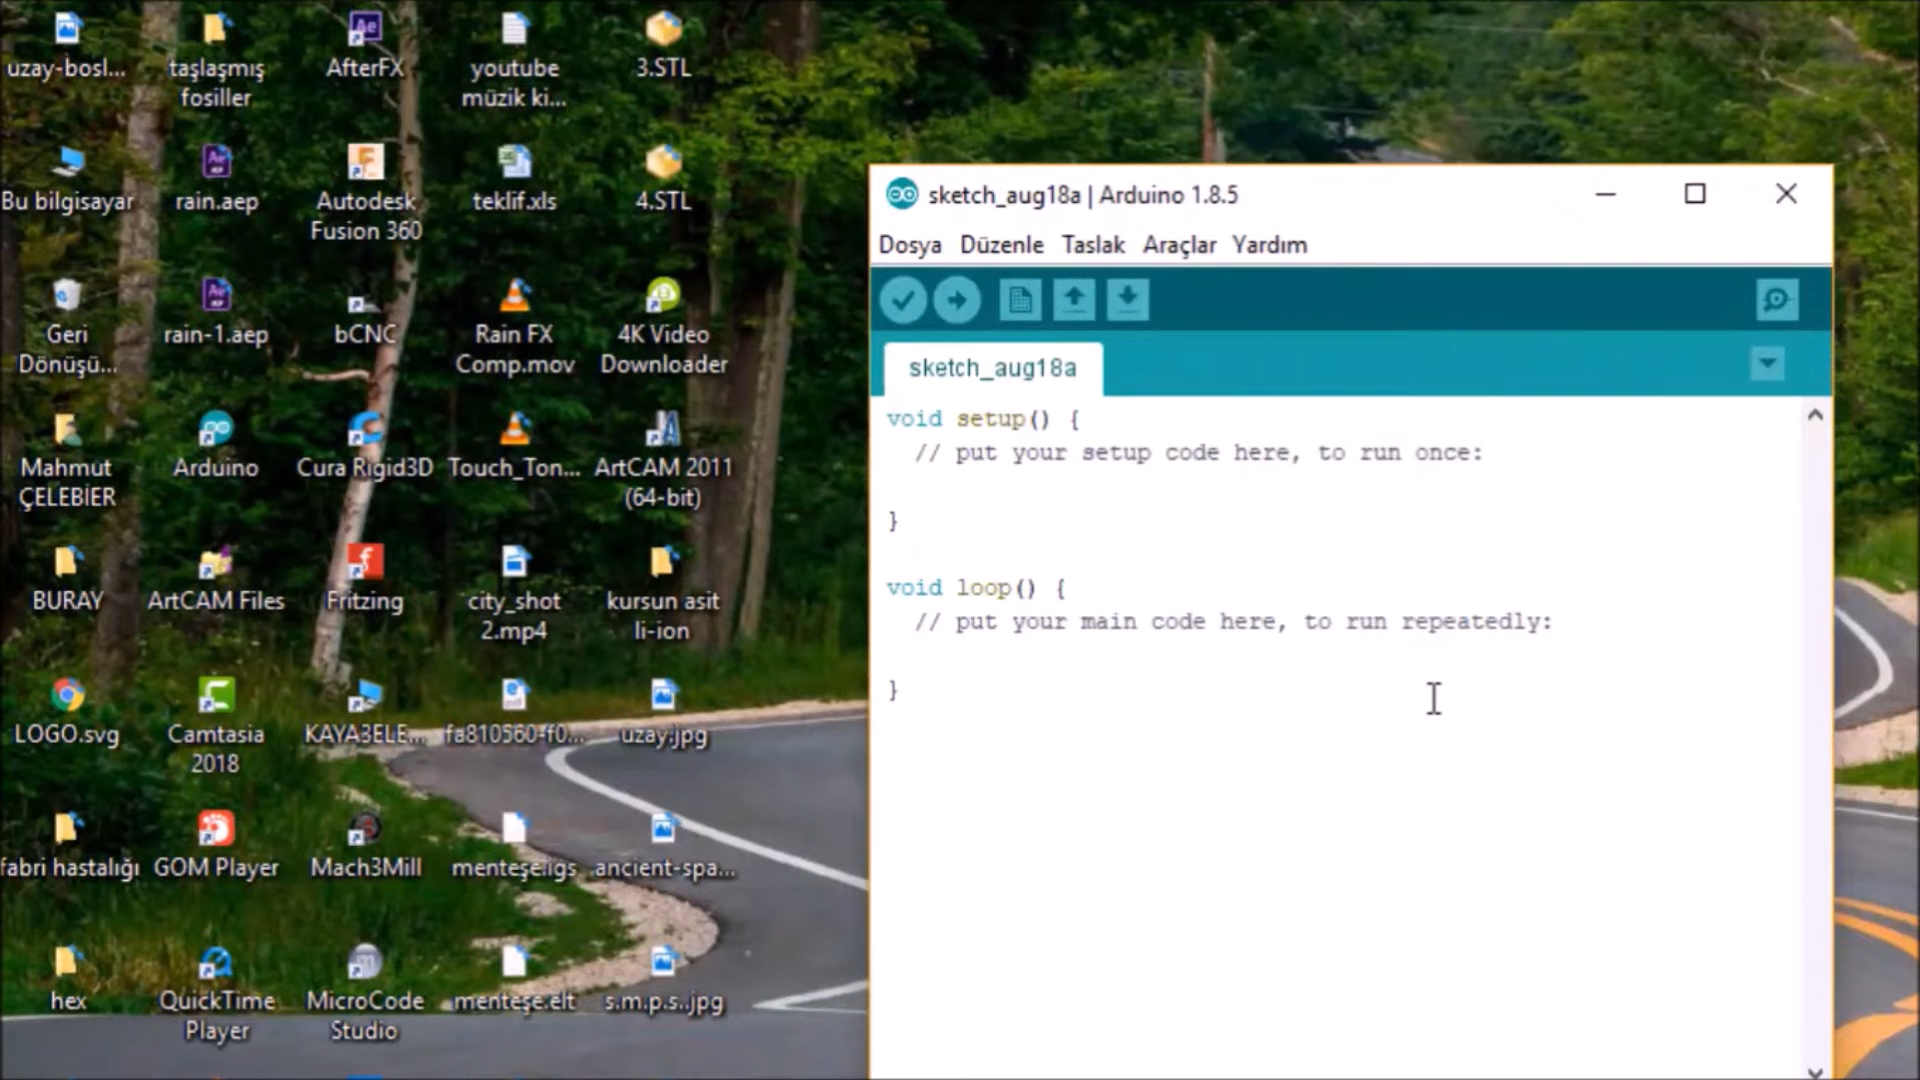 uzay-bosl...
taşlaşmış
fosiller
AfterFX
youtube
müzik ki...
3.STL
Bu bilgisayar
rain.aep
Autodesk
Fusion 360
teklif.xls
4.STL
Geri
Dönüşü...
rain-1.aep
bCNC
Rain FX
Comp.mov
4K Video
Downloader
Mahmut
ÇELEBİER
Arduino
Cura Rigid3D
Touch_Ton...
ArtCAM 2011
(64-bit)
BURAY
ArtCAM Files
Fritzing
city_shot
2.mp4
kursun asit
li-ion
LOGO.svg
Camtasia
2018
KAYA3ELE...
fa810560-f0...
uzay.jpg
fabri hastalığı
GOM Player
Mach3Mill
menteşe.igs
ancient-spa...
hex
QuickTime
Player
MicroCode
Studio
menteşe.elt
s.m.p.s..jpg
sketch_aug18a | Arduino 1.8.5
Dosya Düzenle Taslak Araçlar Yardım
sketch_aug18a
void setup() {
// put your setup code here, to run once:
}
void loop() {
// put your main code here, to run repeatedly:
}